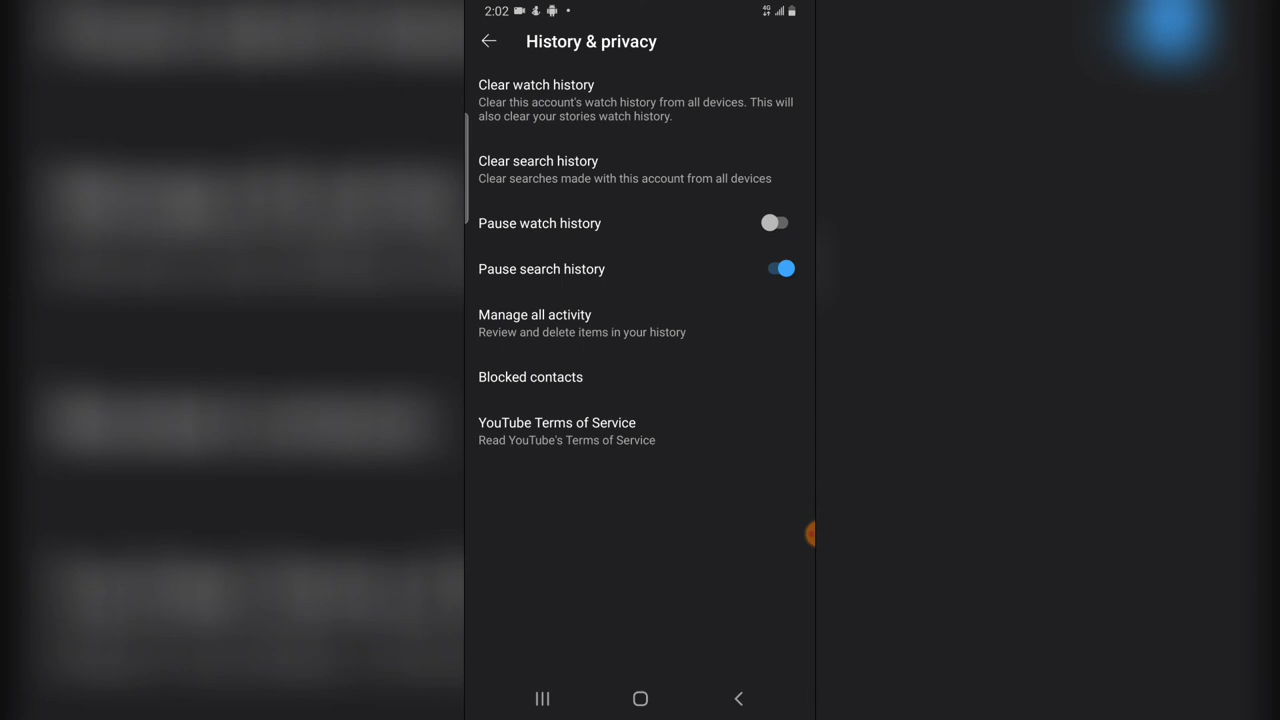 2:02
4G
History & privacy
Clear watch history
Clear this account's watch history from all devices. This will
also clear your stories watch history.
Clear search history
Clear searches made with this account from all devices
Pause watch history
Pause search history
Manage all activity
Review and delete items in your history
Blocked contacts
YouTube Terms of Service
Read YouTube's Terms of Service